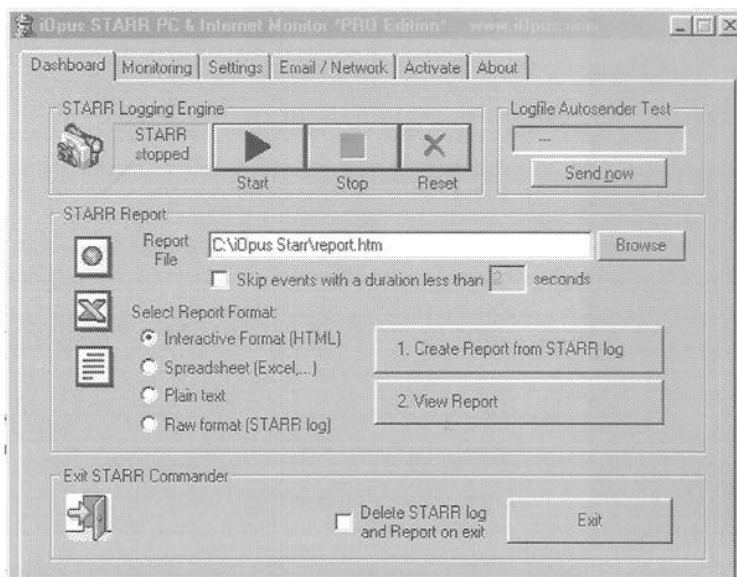 iOpus STARR PC & Internet Monitor *PRO Edition* www.iOpus.com
Dashboard Monitoring Settings Email / Network Activate About
STARR Logging Engine
STARR
stopped
Start Stop Reset
Logfile Autosender Test
---
Send now
STARR Report
Report
File
C:\iOpus Starr\report.htm
Browse
Skip events with a duration less than 2 seconds
Select Report Format:
Interactive Format (HTML)
Spreadsheet (Excel,...)
Plain text
Raw format (STARR log)
1. Create Report from STARR log
2. View Report
Exit STARR Commander
Delete STARR log
and Report on exit
Exit